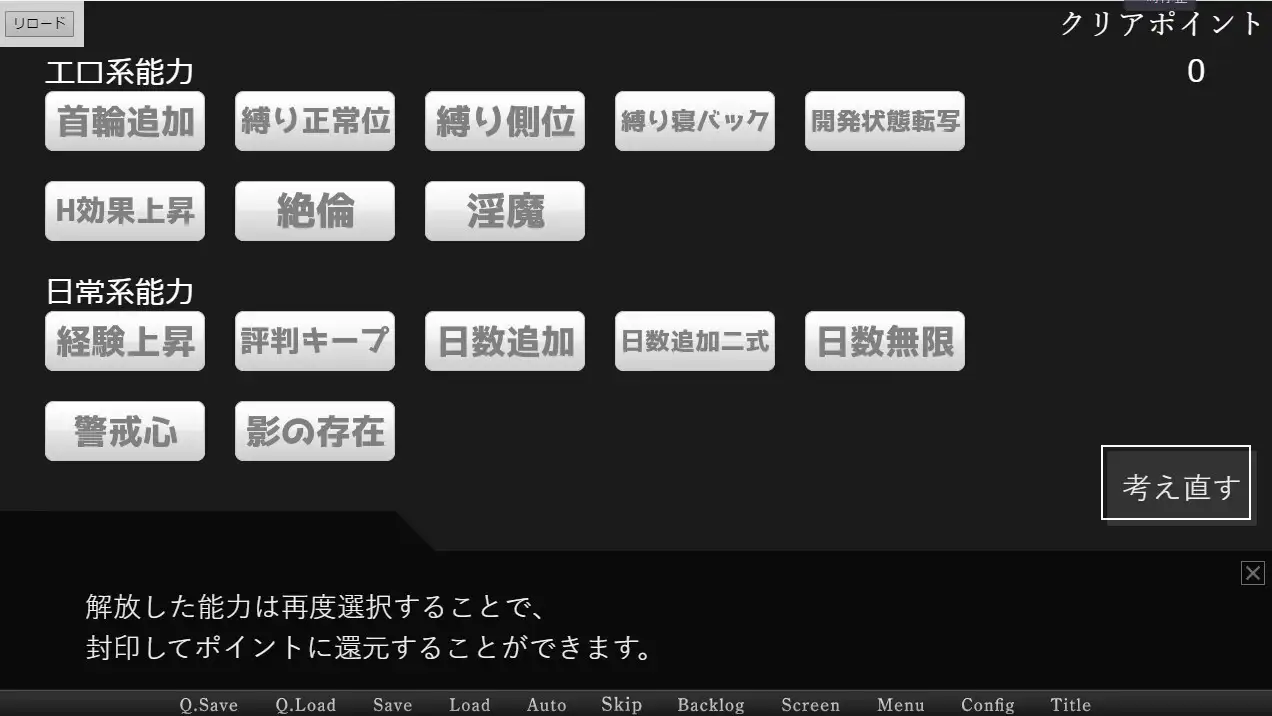 リロード
クリアポイント
0
エロ系能力
首輪追加 縛り正常位 縛り側位 縛り寝バック 開発状態転写
H効果上昇 絶倫 淫魔
日常系能力
経験上昇 評判キープ 日数追加 日数追加二式 日数無限
警戒心 影の存在
考え直す
解放した能力は再度選択することで、
封印してポイントに還元することができます。
Q.Save Q.Load Save Load Auto Skip Backlog Screen Menu Config Title